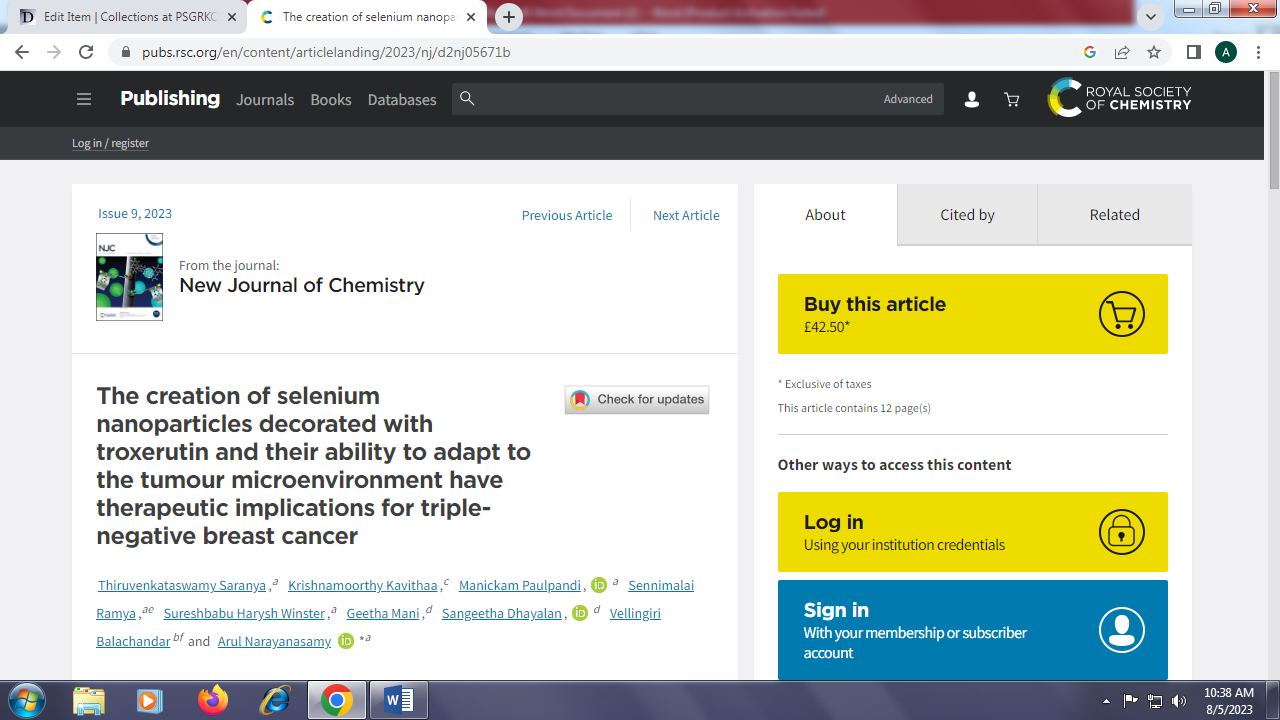 Edit Item | Collections at PSGRKC
The creation of selenium nanopa
pubs.rsc.org/en/content/articlelanding/2023/nj/d2nj05671b
A
Publishing
Journals
Books
Databases
Advanced
ROYAL SOCIETY
OF CHEMISTRY
Log in / register
Issue 9, 2023
Previous Article
Next Article
NJC
From the journal:
New Journal of Chemistry
The creation of selenium
nanoparticles decorated with
troxerutin and their ability to adapt to
the tumour microenvironment have
therapeutic implications for triple-
negative breast cancer
Check for updates
Thiruvenkataswamy Saranya,a Krishnamoorthy Kavithaa,c Manickam Paulpandi, iD a Sennimalai
Ramya,ae Sureshbabu Harysh Winster,a Geetha Mani,d Sangeetha Dhayalan, iD d Vellingiri
Balachandar bf and Arul Narayanasamy iD *a
About
Cited by
Related
Buy this article
£42.50*
* Exclusive of taxes
This article contains 12 page(s)
Other ways to access this content
Log in
Using your institution credentials
Sign in
With your membership or subscriber
account
10:38 AM
8/5/2023